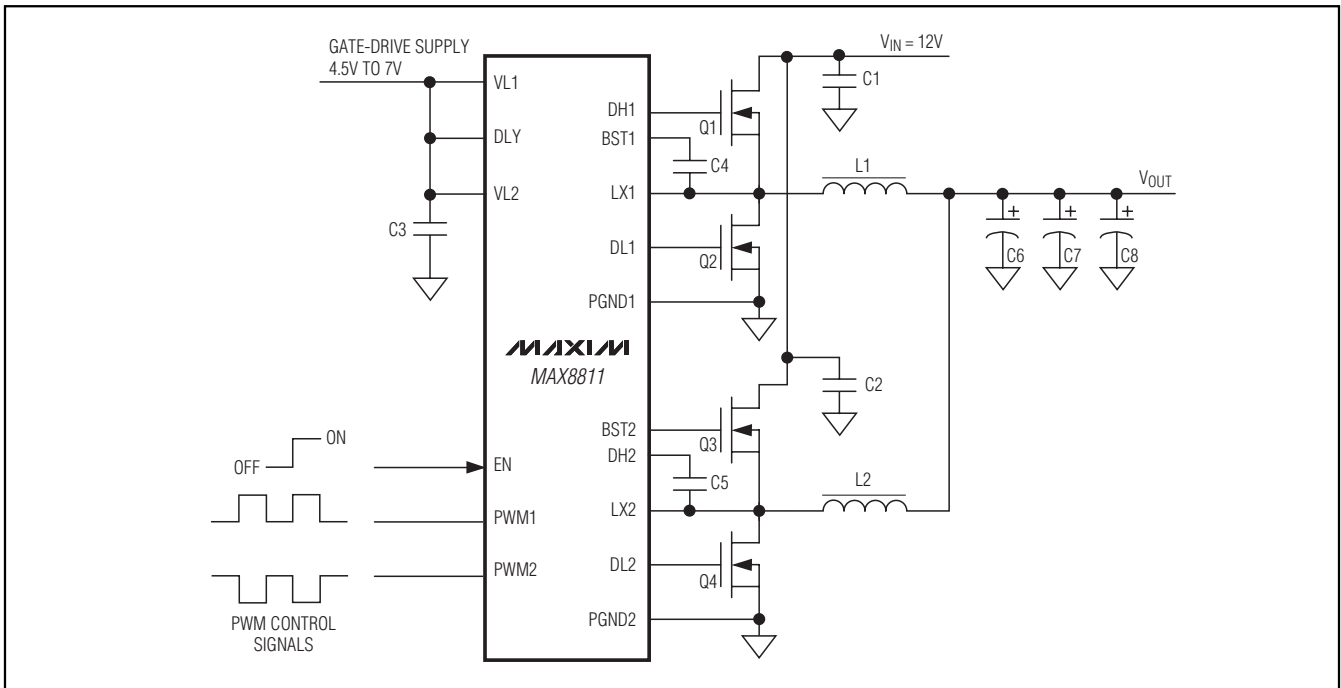 GATE-DRIVE SUPPLY
4.5V TO 7V
VIN = 12V
VL1
C1
DH1
Q1
DLY
BST1
C4
L1
VL2
LX1
VOUT
C3
DL1
Q2
+
+
+
C6
C7
C8
PGND1
MAXIM
MAX8811
C2
BST2
Q3
DH2
ON
OFF
EN
C5
L2
LX2
PWM1
DL2
Q4
PWM2
PGND2
PWM CONTROL
SIGNALS